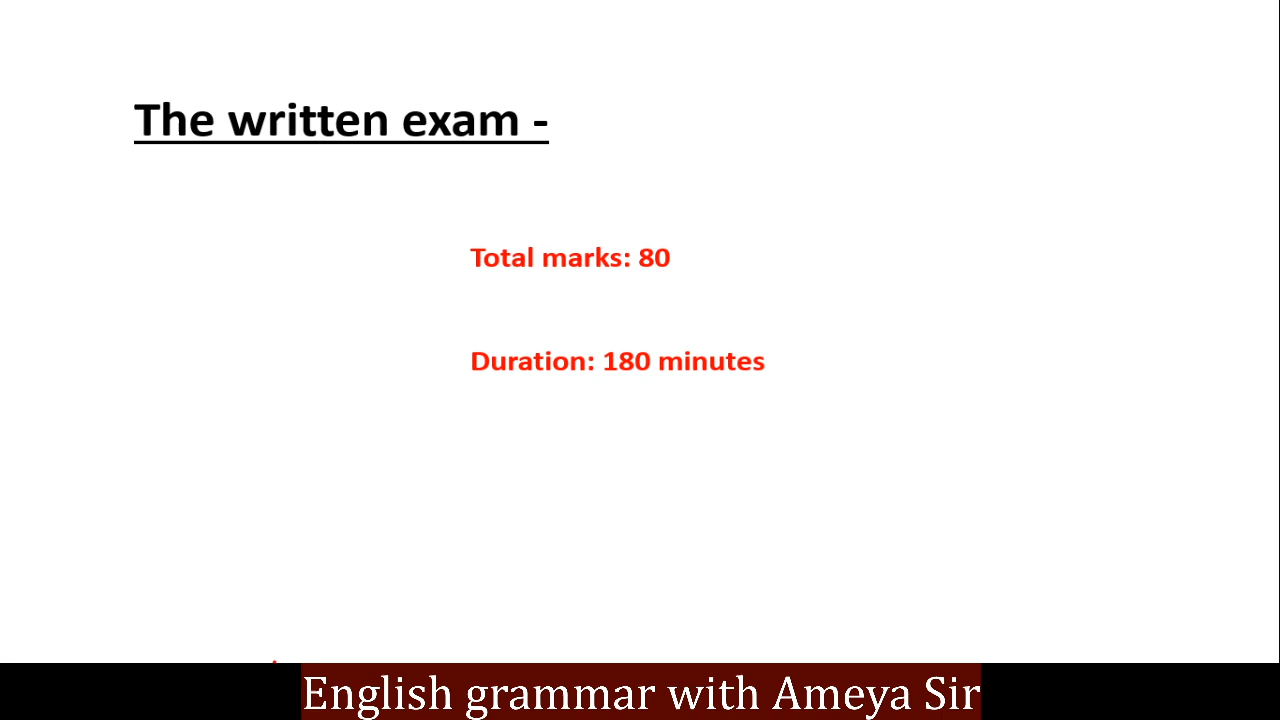 The written exam -
Total marks: 80
Duration: 180 minutes
English grammar with Ameya Sir